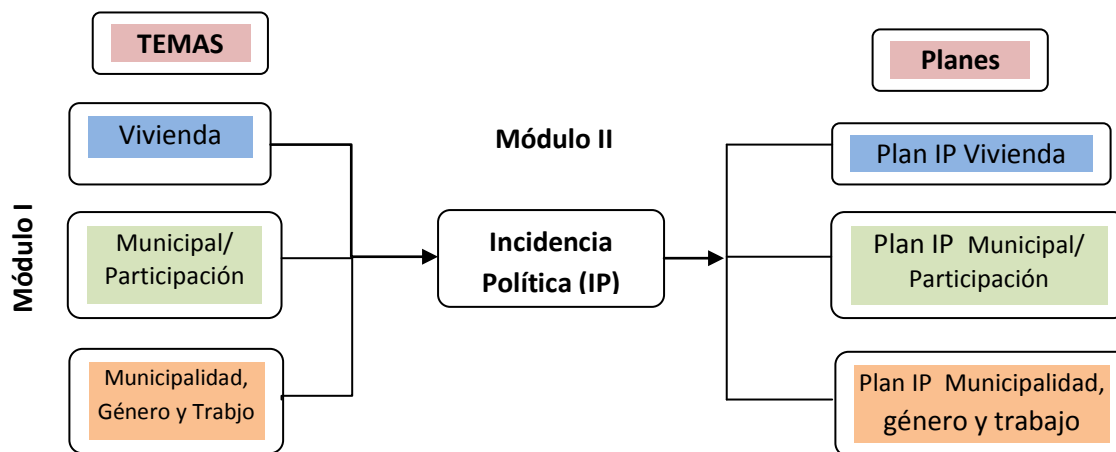 TEMAS
Planes
Módulo I
Vivienda
Municipal/
Participación
Municipalidad,
Género y Trabjo
Módulo II
Incidencia
Política (IP)
Plan IP Vivienda
Plan IP Municipal/
Participación
Plan IP Municipalidad,
género y trabajo